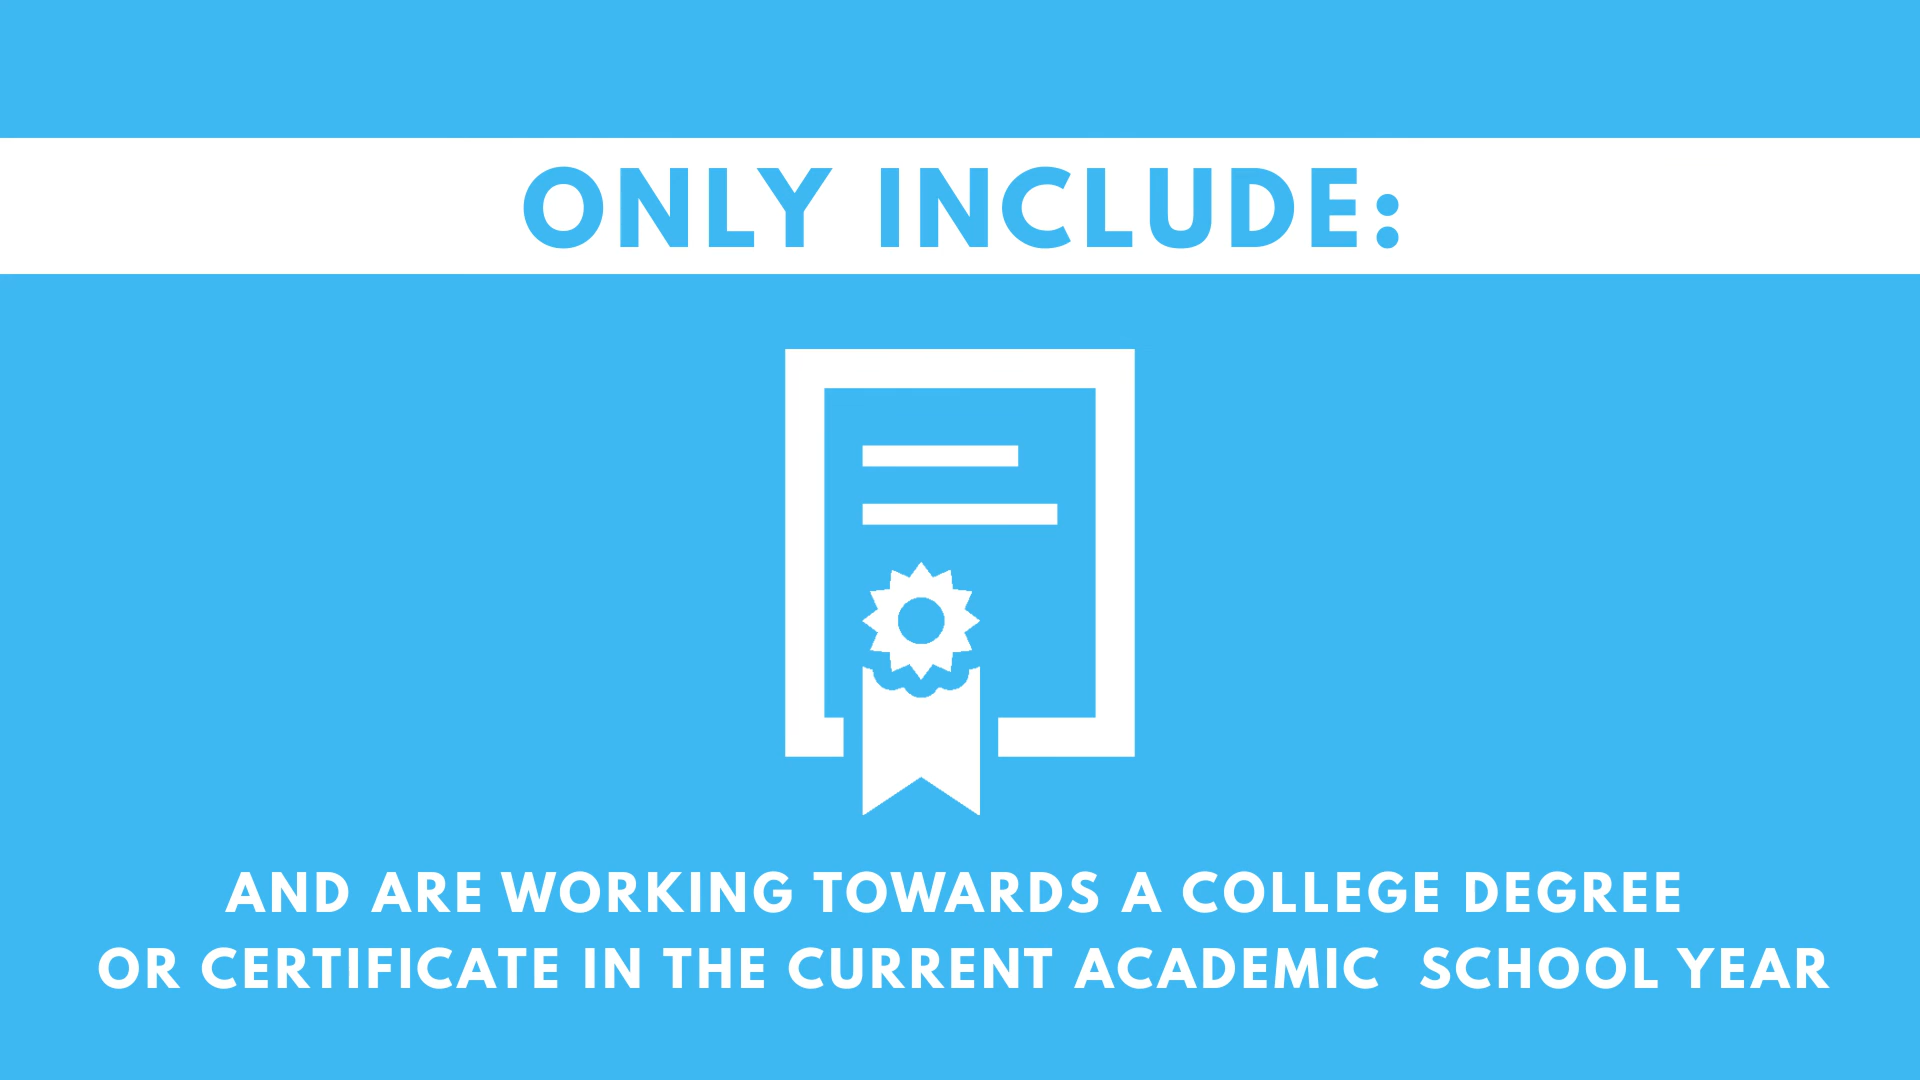 ONLY INCLUDE:
AND ARE WORKING TOWARDS A COLLEGE DEGREE
OR CERTIFICATE IN THE CURRENT ACADEMIC  SCHOOL YEAR